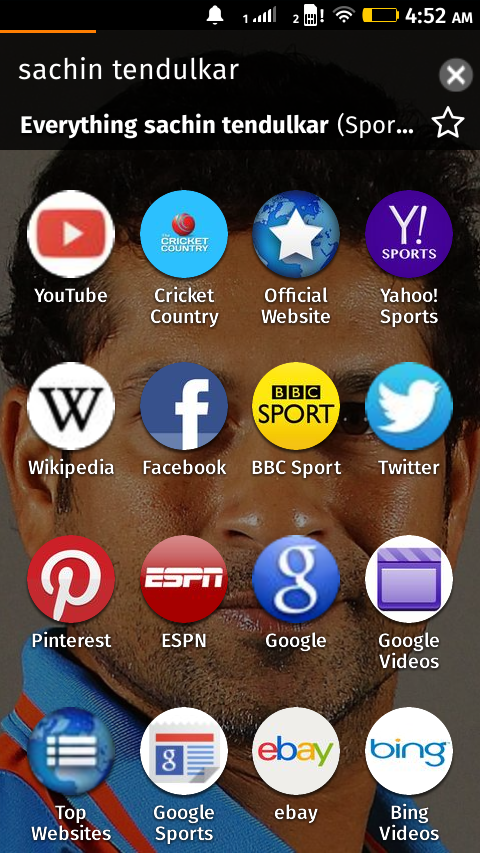 1 2 ! 4:52 AM
sachin tendulkar
Everything sachin tendulkar (Spor...
Y!
SPORTS
The
CRICKET
COUNTRY
YouTube
Cricket
Country
Official
Website
Yahoo!
Sports
W
f
BBC
SPORT
Wikipedia
Facebook
BBC Sport
Twitter
ESPN
g
Pinterest
ESPN
Google
Google
Videos
g
ebay
bing
Top
Websites
Google
Sports
ebay
Bing
Videos